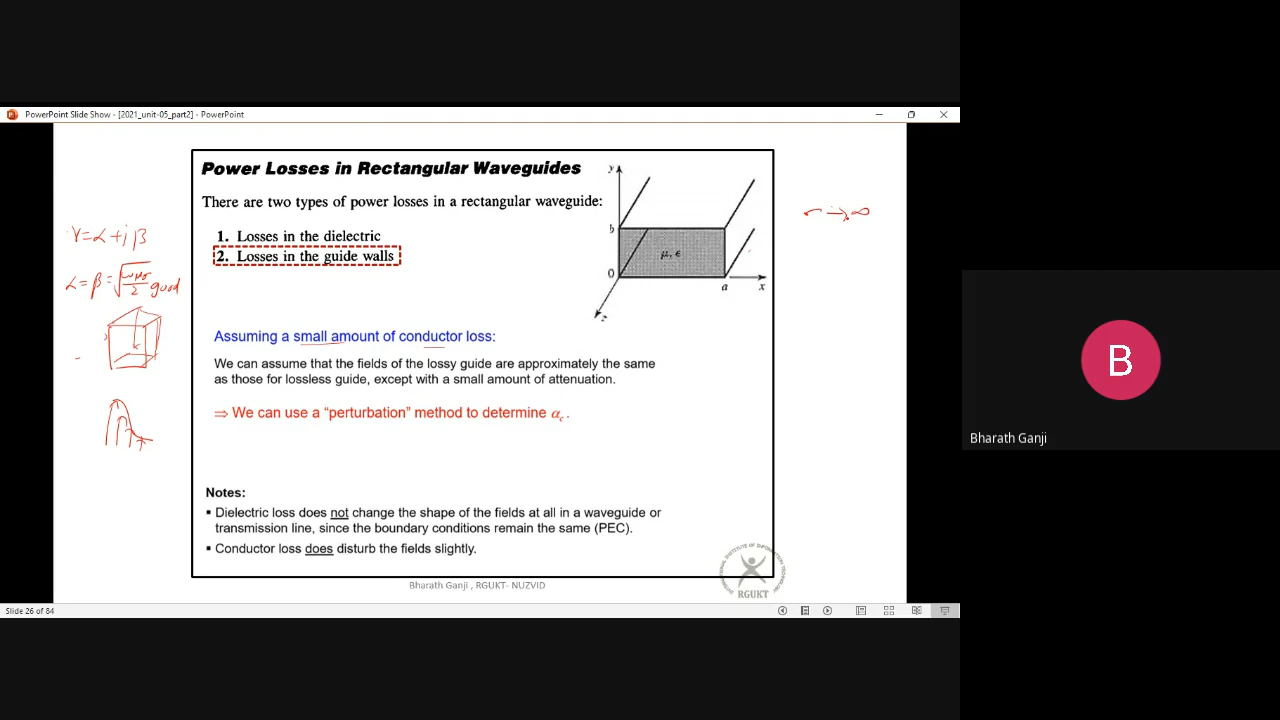 PowerPoint Slide Show - [2021_unit-05_part2] - PowerPoint
Power Losses in Rectangular Waveguides
There are two types of power losses in a rectangular waveguide:
1. Losses in the dielectric
2. Losses in the guide walls
y
b
μ, ε
0
a
x
z
γ=α+jβ
α=β=√ωμσ/2 good
σ→∞
Assuming a small amount of conductor loss:
We can assume that the fields of the lossy guide are approximately the same
as those for lossless guide, except with a small amount of attenuation.
⇒ We can use a “perturbation” method to determine αc .
Notes:
▪ Dielectric loss does not change the shape of the fields at all in a waveguide or
transmission line, since the boundary conditions remain the same (PEC).
▪ Conductor loss does disturb the fields slightly.
RGUKT
Bharath Ganji , RGUKT- NUZVID
Slide 26 of 84
B
Bharath Ganji